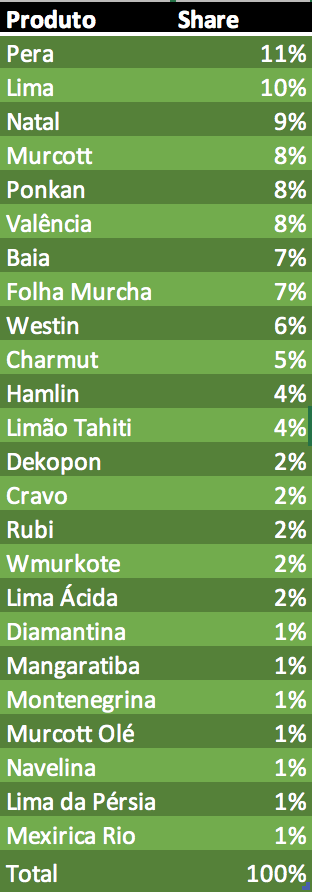 Produto Share
Pera 11%
Lima 10%
Natal 9%
Murcott 8%
Ponkan 8%
Valência 8%
Baia 7%
Folha Murcha 7%
Westin 6%
Charmut 5%
Hamlin 4%
Limão Tahiti 4%
Dekopon 2%
Cravo 2%
Rubi 2%
Wmurkote 2%
Lima Ácida 2%
Diamantina 1%
Mangaratiba 1%
Montenegrina 1%
Murcott Olé 1%
Navelina 1%
Lima da Pérsia 1%
Mexirica Rio 1%
Total 100%